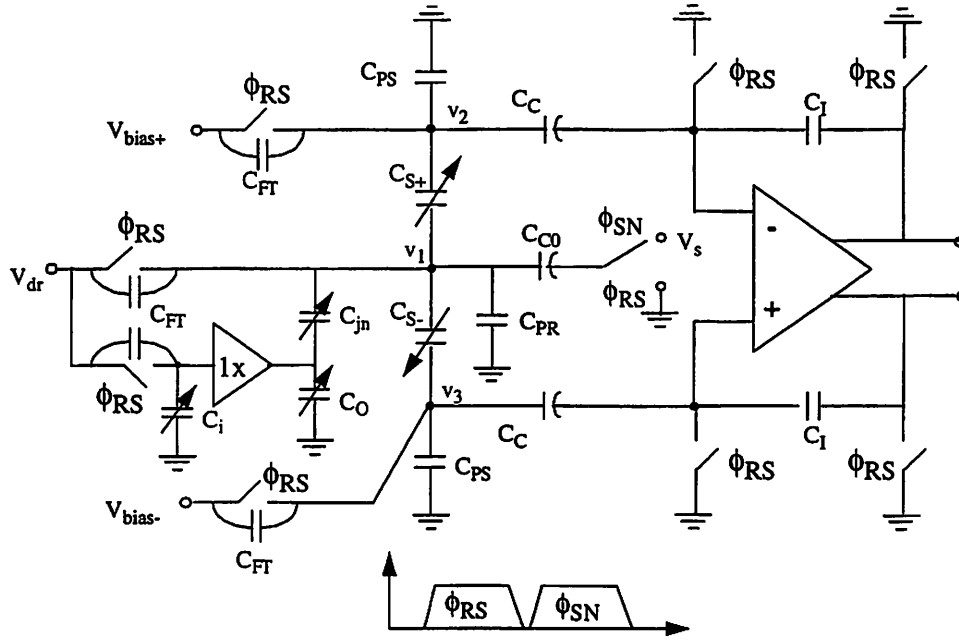 C_PS
ϕ_RS
ϕ_RS
ϕ_RS
V_bias+
v_2
C_C
C_I
C_FT
C_S+
ϕ_RS
ϕ_SN
V_s
V_dr
v_1
C_C0
-
C_FT
C_jn
C_S-
C_PR
ϕ_RS
+
1x
ϕ_RS
C_i
C_O
v_3
C_C
C_I
C_PS
ϕ_RS
ϕ_RS
ϕ_RS
V_bias-
C_FT
ϕ_RS
ϕ_SN